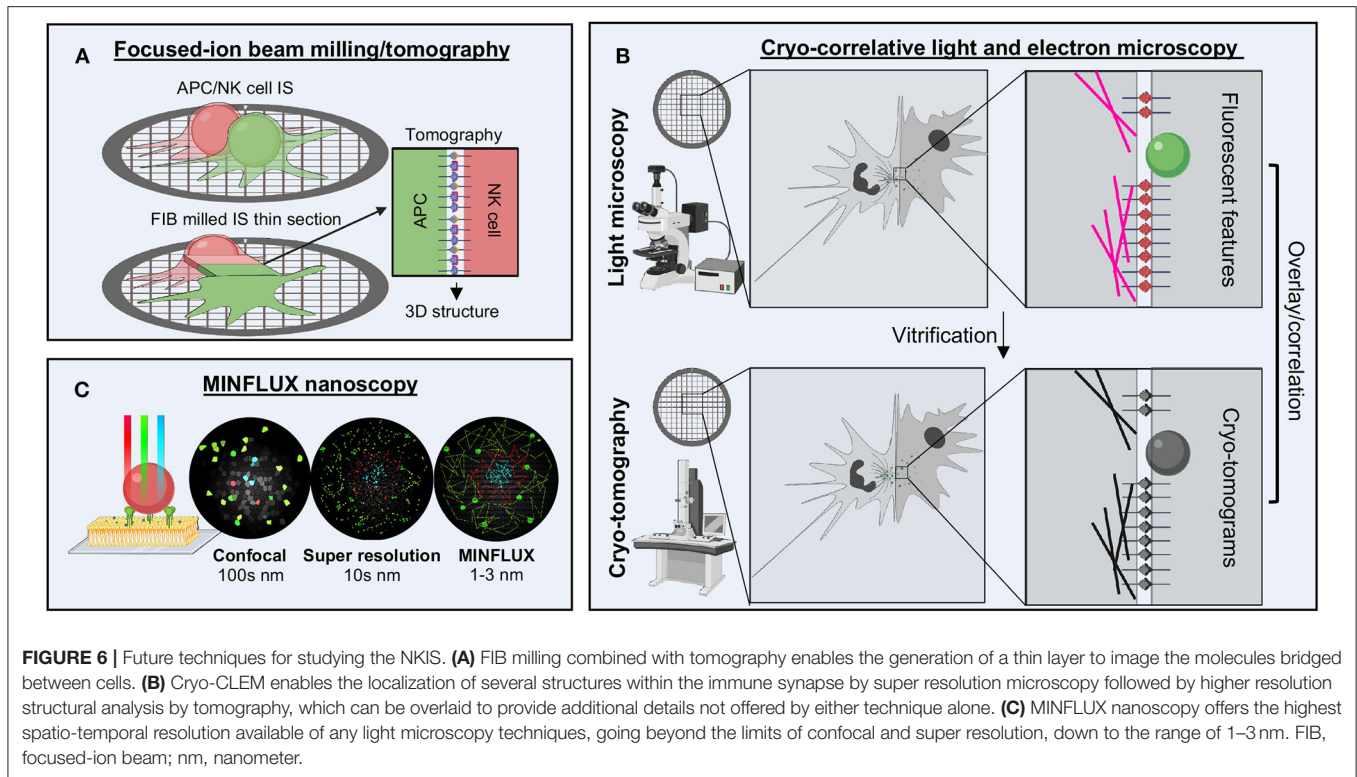 A
Focused-ion beam milling/tomography
APC/NK cell IS
Tomography
APC
NK cell
FIB milled IS thin section
3D structure
B
Cryo-correlative light and electron microscopy
Light microscopy
Fluorescent features
Vitrification
Overlay/correlation
Cryo-tomography
Cryo-tomograms
C
MINFLUX nanoscopy
Confocal
100s nm
Super resolution
10s nm
MINFLUX
1-3 nm
FIGURE 6 | Future techniques for studying the NKIS. (A) FIB milling combined with tomography enables the generation of a thin layer to image the molecules bridged
between cells. (B) Cryo-CLEM enables the localization of several structures within the immune synapse by super resolution microscopy followed by higher resolution
structural analysis by tomography, which can be overlaid to provide additional details not offered by either technique alone. (C) MINFLUX nanoscopy offers the highest
spatio-temporal resolution available of any light microscopy techniques, going beyond the limits of confocal and super resolution, down to the range of 1–3 nm. FIB,
focused-ion beam; nm, nanometer.